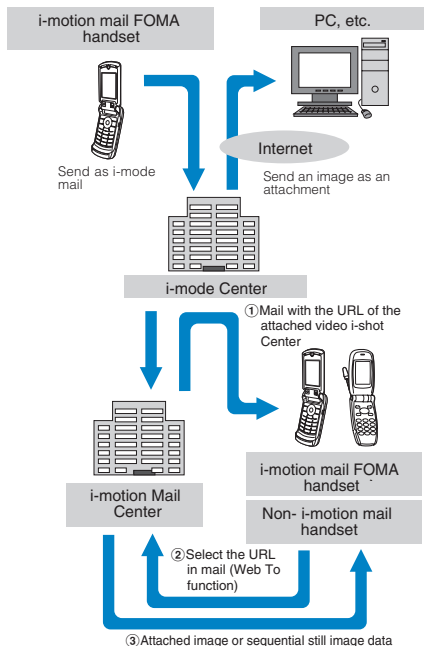 i-motion mail FOMA
handset
PC, etc.
Internet
Send as i-mode
mail
Send an image as an
attachment
i-mode Center
①Mail with the URL of the
attached video i-shot
Center
i-motion mail FOMA
handset
i-motion Mail
Center
Non- i-motion mail
handset
②Select the URL
in mail (Web To
function)
③Attached image or sequential still image data